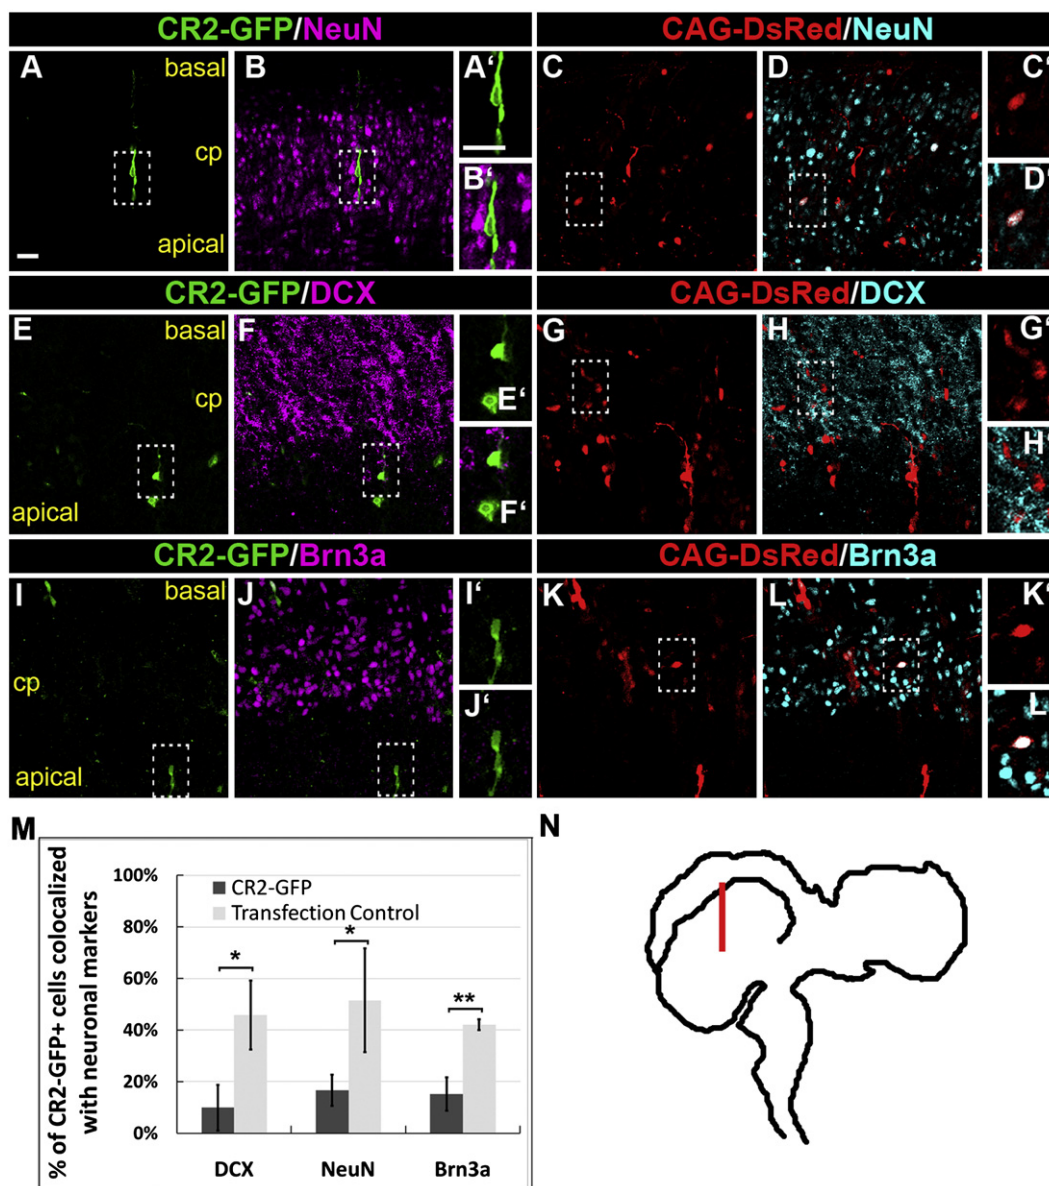 CR2-GFP/NeuN
CAG-DsRed/NeuN
A basal cp apical
B
A‘
B‘
C
D
C‘
D‘
CR2-GFP/DCX
CAG-DsRed/DCX
E basal cp apical
F
E‘
F‘
G
H
G‘
H‘
CR2-GFP/Brn3a
CAG-DsRed/Brn3a
I basal cp apical
J
I‘
J‘
K
L
K‘
L
M
% of CR2-GFP+ cells colocalized
with neuronal markers
100%
80%
60%
40%
20%
0%
CR2-GFP
Transfection Control
*
*
**
DCX NeuN Brn3a
N